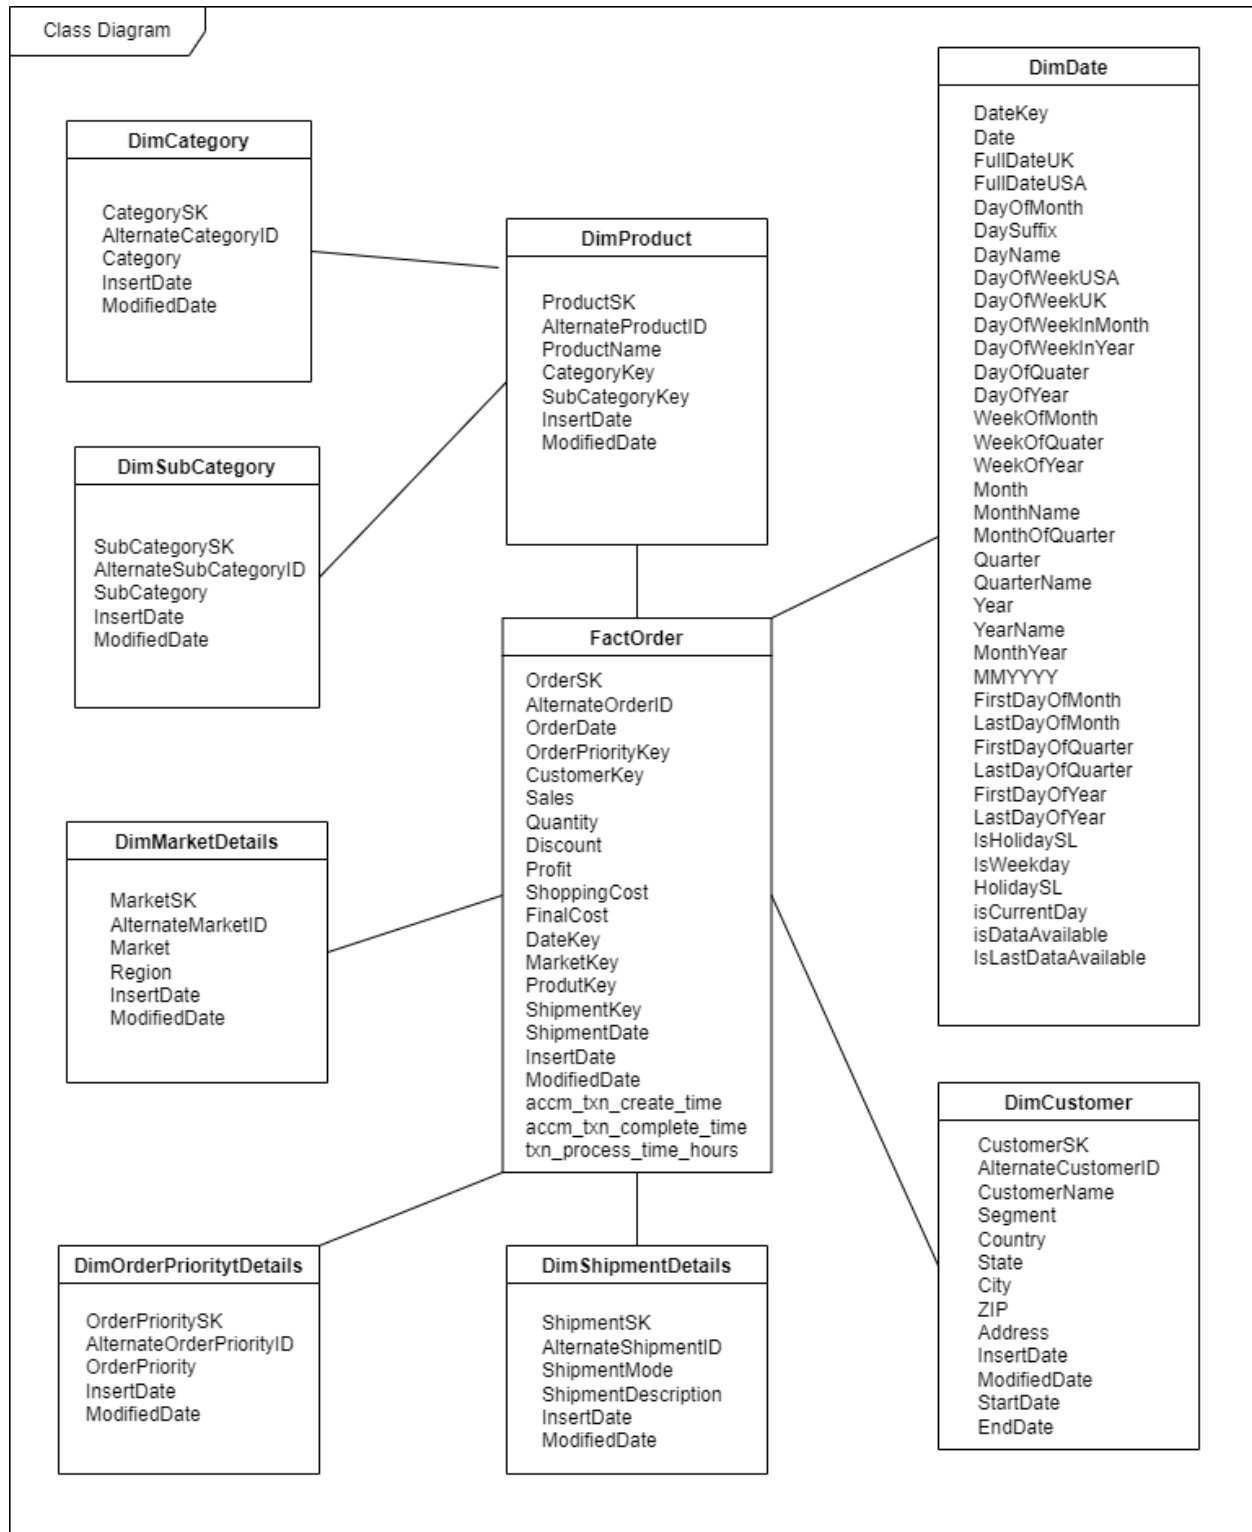 Class Diagram
DimCategory
CategorySK
AlternateCategoryID
Category
InsertDate
ModifiedDate
DimProduct
ProductSK
AlternateProductID
ProductName
CategoryKey
SubCategoryKey
InsertDate
ModifiedDate
DimDate
DateKey
Date
FullDateUK
FullDateUSA
DayOfMonth
DaySuffix
DayName
DayOfWeekUSA
DayOfWeekUK
DayOfWeekInMonth
DayOfWeekInYear
DayOfQuater
DayOfYear
WeekOfMonth
WeekOfQuater
WeekOfYear
Month
MonthName
MonthOfQuarter
Quarter
QuarterName
Year
YearName
MonthYear
MMYYYY
FirstDayOfMonth
LastDayOfMonth
FirstDayOfQuarter
LastDayOfQuarter
FirstDayOfYear
LastDayOfYear
IsHolidaySL
IsWeekday
HolidaySL
isCurrentDay
isDataAvailable
IsLastDataAvailable
DimSubCategory
SubCategorySK
AlternateSubCategoryID
SubCategory
InsertDate
ModifiedDate
FactOrder
OrderSK
AlternateOrderID
OrderDate
OrderPriorityKey
CustomerKey
Sales
Quantity
Discount
Profit
ShoppingCost
FinalCost
DateKey
MarketKey
ProdutKey
ShipmentKey
ShipmentDate
InsertDate
ModifiedDate
accm_txn_create_time
accm_txn_complete_time
txn_process_time_hours
DimMarketDetails
MarketSK
AlternateMarketID
Market
Region
InsertDate
ModifiedDate
DimCustomer
CustomerSK
AlternateCustomerID
CustomerName
Segment
Country
State
City
ZIP
Address
InsertDate
ModifiedDate
StartDate
EndDate
DimOrderPrioritytDetails
OrderPrioritySK
AlternateOrderPriorityID
OrderPriority
InsertDate
ModifiedDate
DimShipmentDetails
ShipmentSK
AlternateShipmentID
ShipmentMode
ShipmentDescription
InsertDate
ModifiedDate